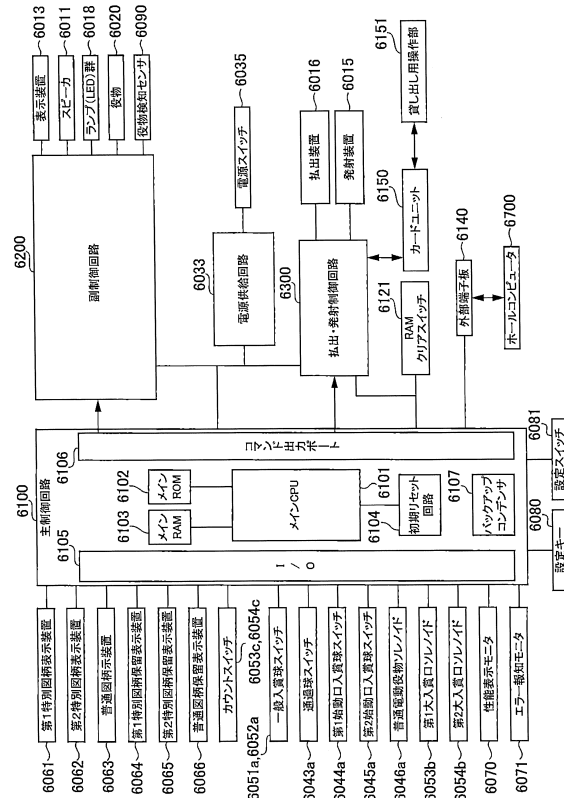 6100
主制御回路
6105
I/O
6103
メインRAM
6102
メインROM
6106
コマンド出力ポート
メインCPU
6101
6104
初期リセット回路
6107
バックアップコンデンサ
6080
設定キー
6081
設定スイッチ
6061
第1特別図柄表示装置
6062
第2特別図柄表示装置
6063
普通図柄示装置
6064
第1特別図柄保留表示装置
6065
第2特別図柄保留表示装置
6066
普通図柄保留表示装置
カウントスイッチ
6053c,6054c
6051a,6052a
一般入賞球スイッチ
6043a
通過球スイッチ
6044a
第1始動口入賞球スイッチ
6045a
第2始動口入賞球スイッチ
6046a
普通電動役物ソレノイド
6053b
第1大入賞口ソレノイド
6054b
第2大入賞口ソレノイド
6070
性能表示モニタ
6071
エラー報知モニタ
6200
副制御回路
表示装置
6013
スピーカ
6011
ランプ(LED)群
6018
役物
6020
役物検知センサ
6090
6033
電源供給回路
電源スイッチ
6035
6300
払出・発射制御回路
払出装置
6016
発射装置
6015
6121
RAM
クリアスイッチ
カードユニット
6150
貸し出し用操作部
6151
外部端子板
6140
ホールコンピュータ
6700